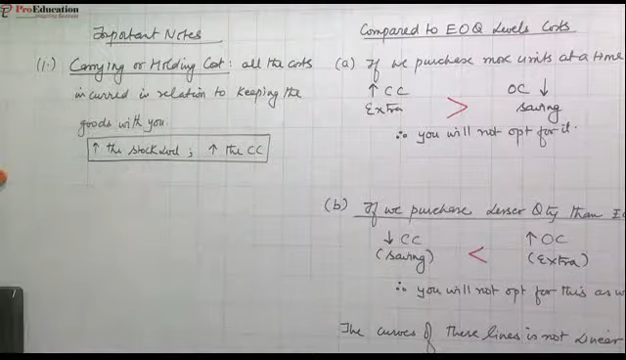 ProEducation
Important Notes
(1.) Carrying or Holding Cost: all the costs
incurred in relation to keeping the
goods with you.
↑ the stock level; ↑ the CC
Compared to EOQ Levels Costs
(a) If we purchase more units at a time
↑ CC > OC ↓
Extra saving
∴ you will not opt for it.
(b) If we purchase Lesser Qty than
↓ CC < ↑ OC
(saving) (Extra)
∴ you will not opt for this as
The curves of these lines is not Linear